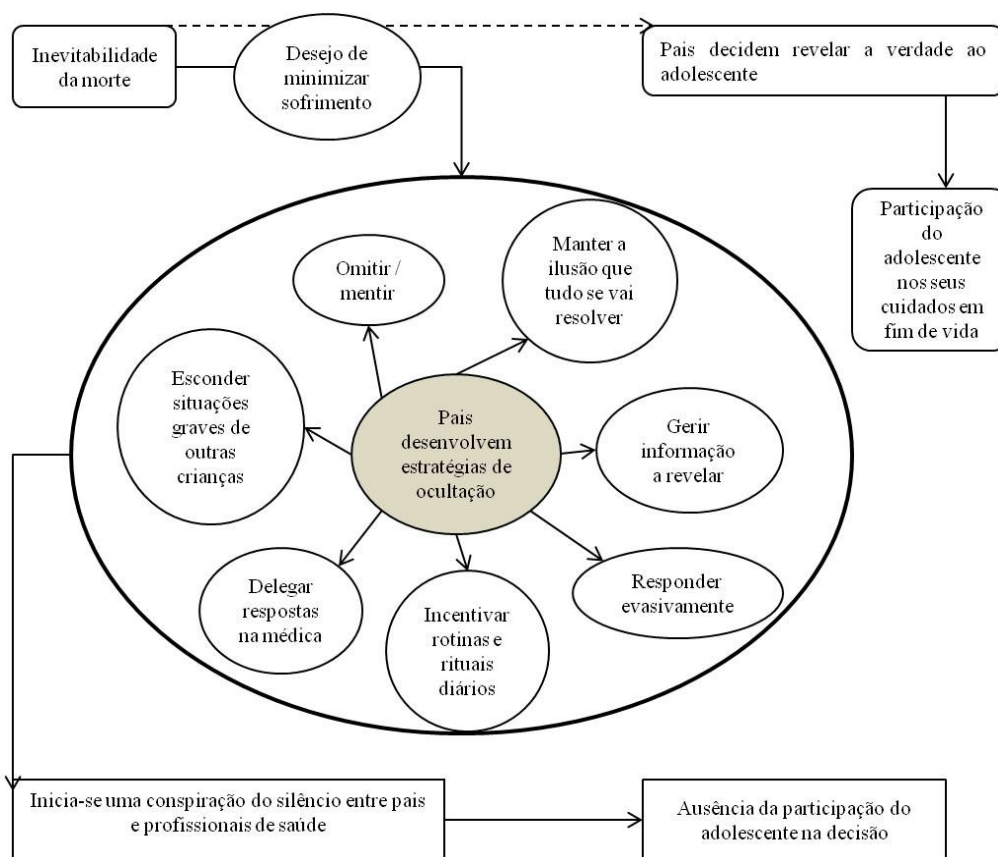 Inevitabilidade
da morte
Desejo de
minimizar
sofrimento
Pais decidem revelar a verdade ao
adolescente
Participação
do
adolescente
nos seus
cuidados em
fim de vida
Omitir /
mentir
Manter a
ilusão que
tudo se vai
resolver
Esconder
situações
graves de
outras
crianças
Pais
desenvolvem
estratégias de
ocultação
Gerir
informação
a revelar
Delegar
respostas
na médica
Incentivar
rotinas e
rituais
diários
Responder
evasivamente
Inicia-se uma conspiração do silêncio entre pais
e profissionais de saúde
Ausência da participação do
adolescente na decisão